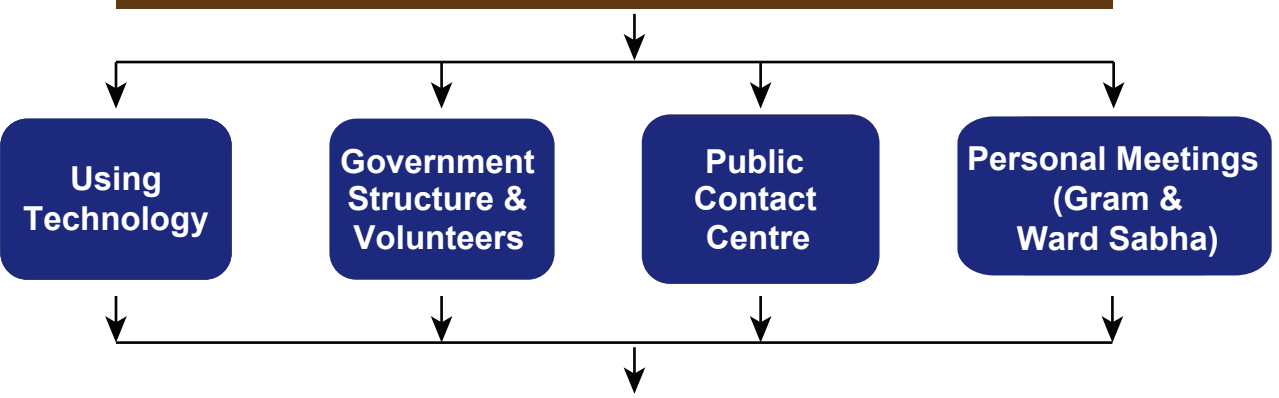 Using
Technology
Government
Structure &
Volunteers
Public
Contact
Centre
Personal Meetings
(Gram &
Ward Sabha)